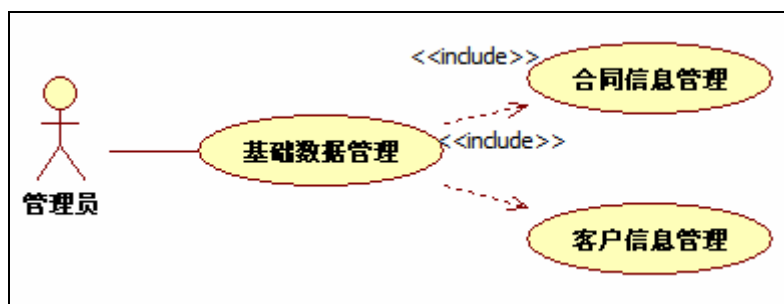 <<include>>
合同信息管理
基础数据管理
<<include>>
管理员
客户信息管理